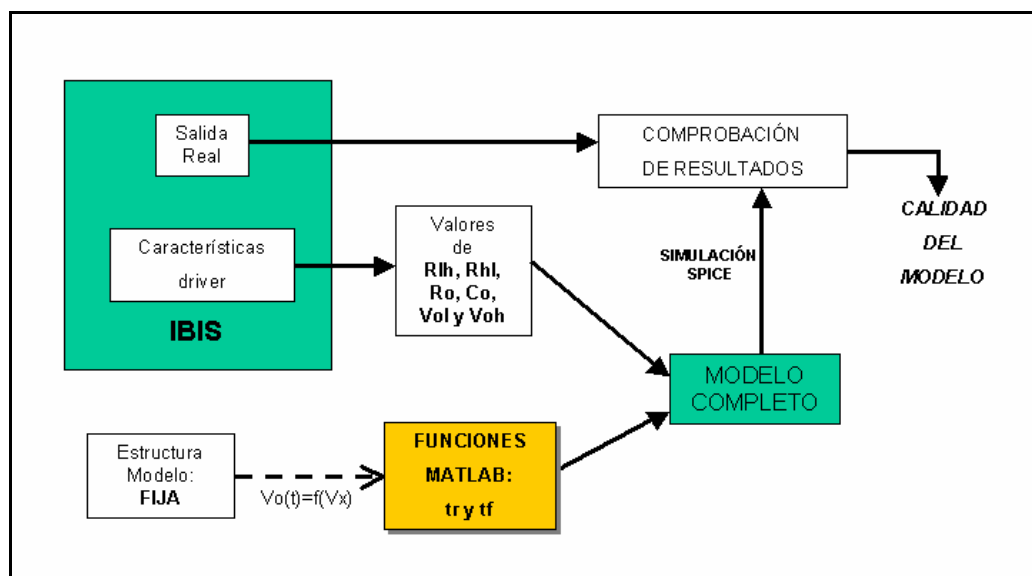 Salida
Real
Característícas
driver
IBIS
Valores
de
Rlh, Rhl,
Ro, Co,
Vol y Voh
COMPROBACIÓN
DE RESULTADOS
CALIDAD
DEL
MODELO
SIMULACIÓN
SPICE
MODELO
COMPLETO
Estructura
Modelo:
FIJA
Vo(t)=f(Vx)
FUNCIONES
MATLAB:
tr y tf